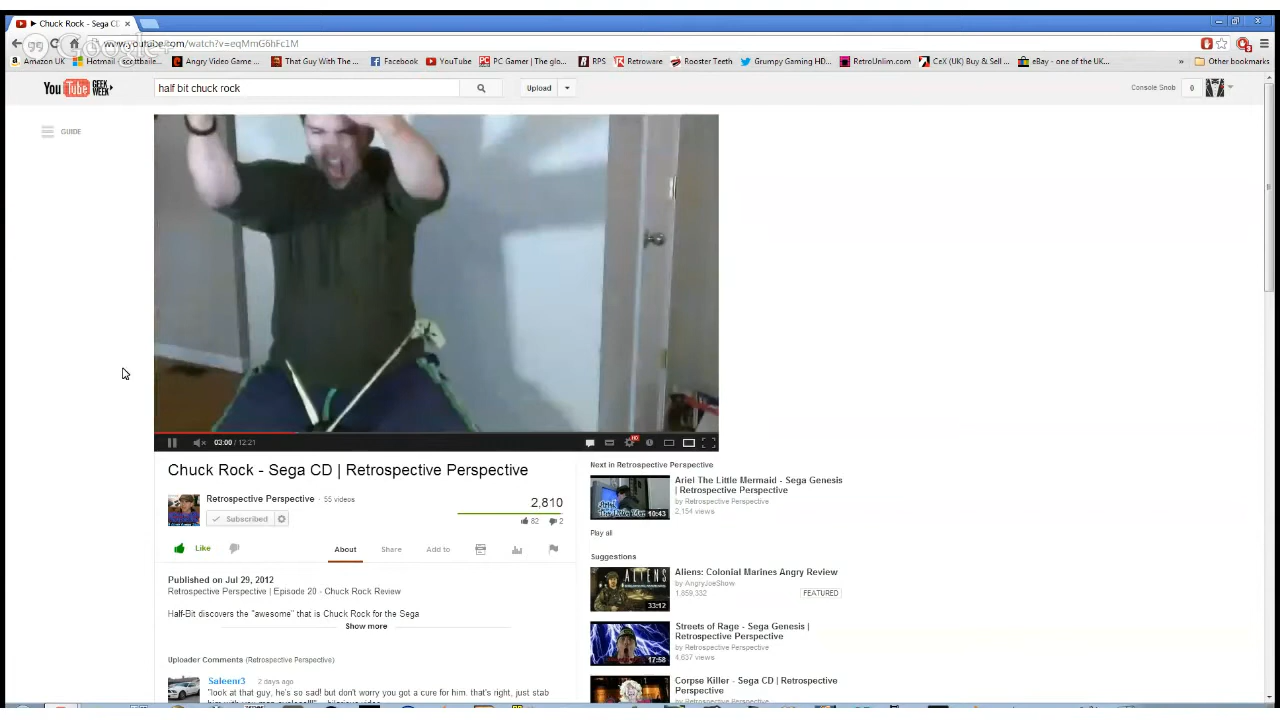 Chuck Rock - Sega CD
Google+
www.youtube.com/watch?v=eqMmG6hFc1M
Amazon UK
Hotmail
Angry Video Game ...
That Guy With The ...
Facebook
YouTube
PC Gamer | The glo...
RPS
Retroware
Rooster Teeth
Grumpy Gaming HD...
RetroUnlim.com
CeX (UK) Buy & Sell ...
eBay - one of the UK...
»
Other bookmarks
YouTube GEEK WEEK
half bit chuck rock
Upload
Console Snob
0
GUIDE
03:00 / 12:21
HD
Chuck Rock - Sega CD | Retrospective Perspective
Retrospective Perspective · 55 videos
Subscribed
2,810
82
2
Like
About
Share
Add to
Published on Jul 29, 2012
Retrospective Perspective | Episode 20 - Chuck Rock Review
Half-Bit discovers the "awesome" that is Chuck Rock for the Sega
Show more
Uploader Comments (Retrospective Perspective)
Saleenr3 2 days ago
"look at that guy, he's so sad! but don't worry you got a cure for him. that's right, just stab
Next in Retrospective Perspective
Ariel The Little Mermaid - Sega Genesis
| Retrospective Perspective
by Retrospective Perspective
2,154 views
10:43
Play all
Suggestions
Aliens: Colonial Marines Angry Review
by AngryJoeShow
1,859,332
FEATURED
ALIENS
33:12
Streets of Rage - Sega Genesis |
Retrospective Perspective
by Retrospective Perspective
4,637 views
17:58
Corpse Killer - Sega CD | Retrospective
Perspective
by Retrospective Perspective